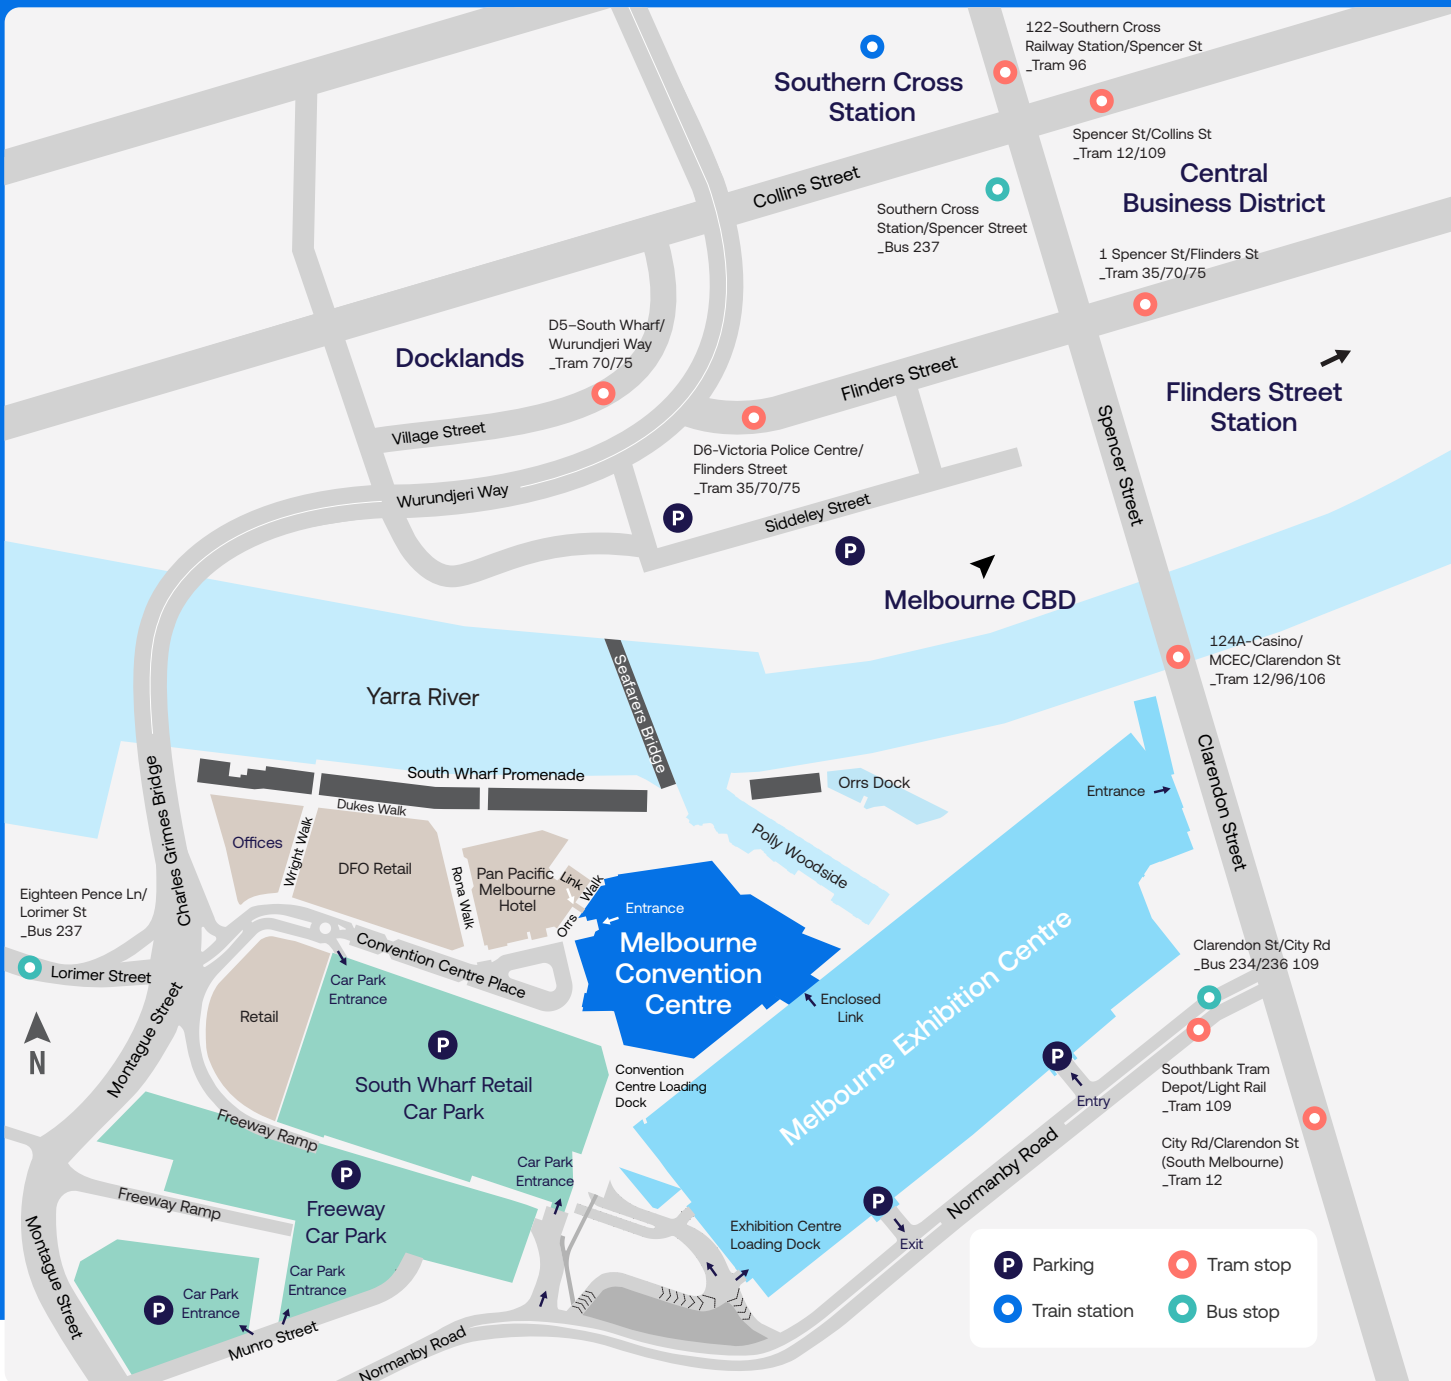 122-Southern Cross
Railway Station/Spencer St
_Tram 96
Southern Cross
Station
Spencer St/Collins St
_Tram 12/109
Central
Business District
Collins Street
Southern Cross
Station/Spencer Street
_Bus 237
1 Spencer St/Flinders St
_Tram 35/70/75
D5–South Wharf/
Wurundjeri Way
_Tram 70/75
Docklands
Flinders Street
Flinders Street
Station
Village Street
Spencer Street
D6-Victoria Police Centre/
Flinders Street
_Tram 35/70/75
Wurundjeri Way
P
Siddeley Street
P
Melbourne CBD
124A-Casino/
MCEC/Clarendon St
_Tram 12/96/106
Yarra River
Seafarers Bridge
Charles Grimes Bridge
South Wharf Promenade
Dukes Walk
Orrs Dock
Entrance
Clarendon Street
Offices
Wright Walk
DFO Retail
Rona Walk
Pan Pacific
Melbourne
Hotel
Link
Orrs Walk
Polly Woodside
Entrance
Melbourne
Convention
Centre
Eighteen Pence Ln/
Lorimer St
_Bus 237
Lorimer Street
Convention Centre Place
Car Park
Entrance
Enclosed
Link
Melbourne Exhibition Centre
Clarendon St/City Rd
_Bus 234/236 109
N
Montague Street
Retail
P
South Wharf Retail
Car Park
Convention
Centre Loading
Dock
P
Entry
Southbank Tram
Depot/Light Rail
_Tram 109
City Rd/Clarendon St
(South Melbourne)
_Tram 12
Freeway Ramp
P
Freeway
Car Park
Car Park
Entrance
Freeway Ramp
P
Exit
Normanby Road
Exhibition Centre
Loading Dock
Montague Street
P
Car Park
Entrance
Car Park
Entrance
Munro Street
Normanby Road
P
Parking
Tram stop
Train station
Bus stop